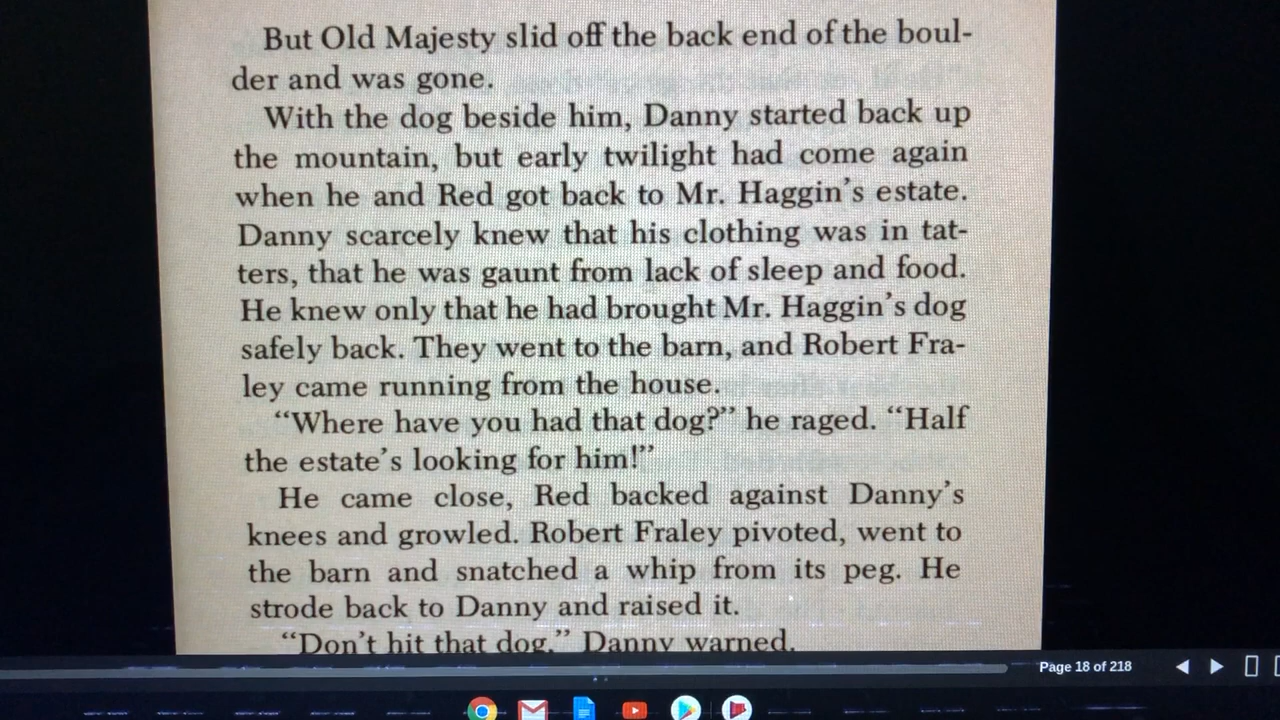 But Old Majesty slid off the back end of the boul-
der and was gone.
With the dog beside him, Danny started back up
the mountain, but early twilight had come again
when he and Red got back to Mr. Haggin's estate.
Danny scarcely knew that his clothing was in tat-
ters, that he was gaunt from lack of sleep and food.
He knew only that he had brought Mr. Haggin's dog
safely back. They went to the barn, and Robert Fra-
ley came running from the house.
“Where have you had that dog?” he raged. “Half
the estate's looking for him!”
He came close, Red backed against Danny's
knees and growled. Robert Fraley pivoted, went to
the barn and snatched a whip from its peg. He
strode back to Danny and raised it.
“Don't hit that dog,” Danny warned.
Page 18 of 218